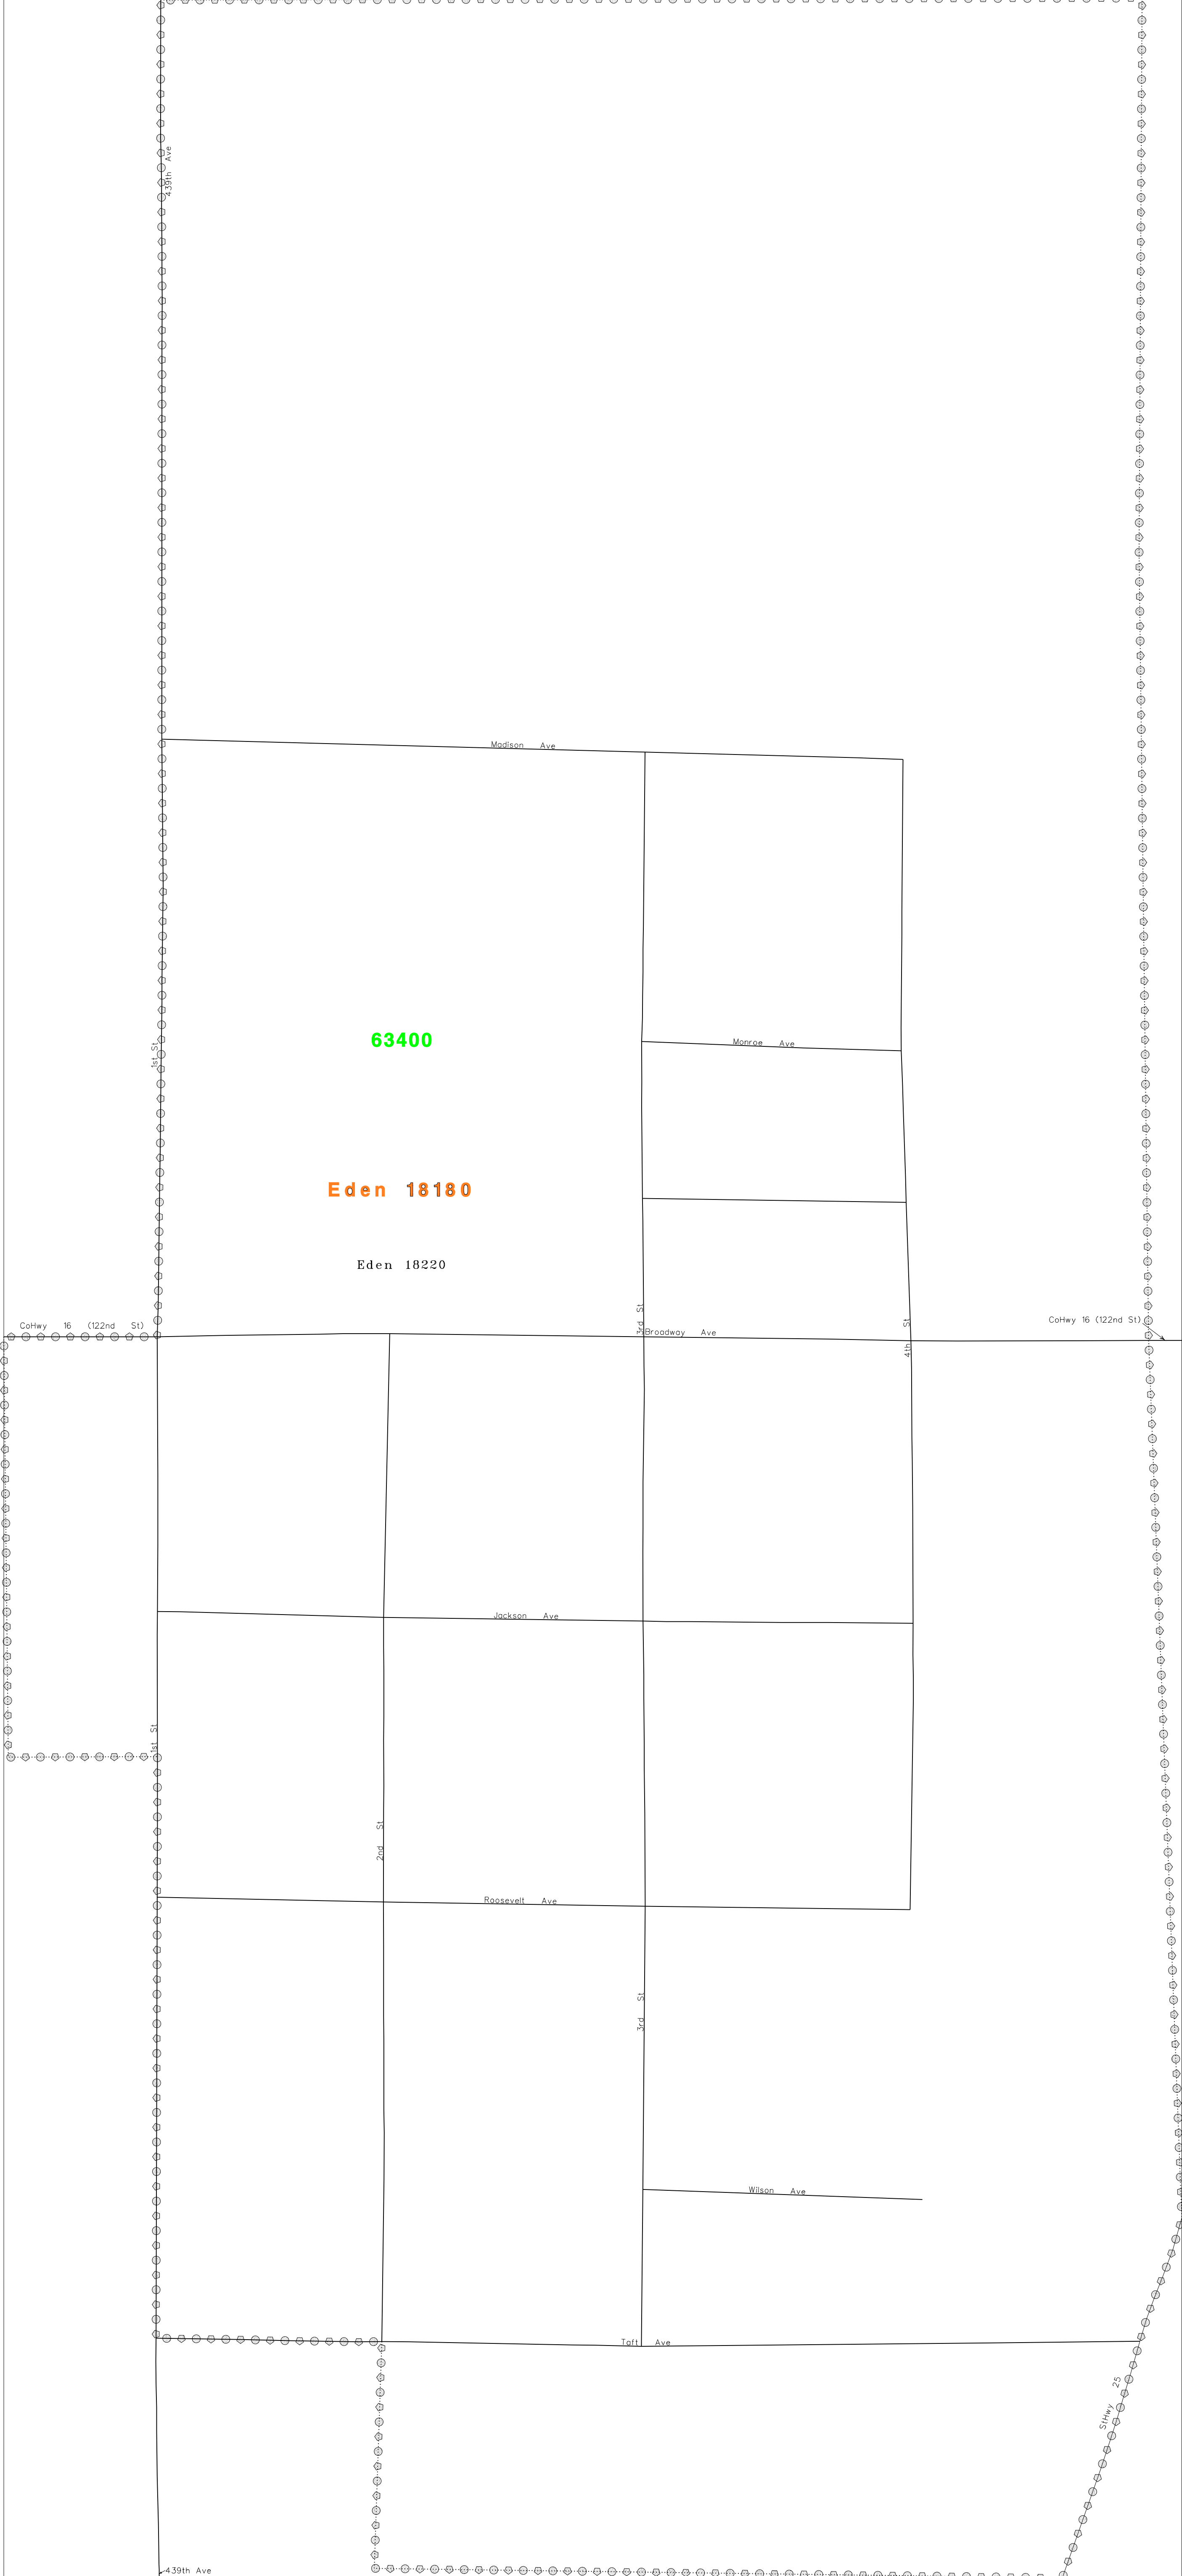 439th Ave
Madison Ave
63400
Monroe Ave
1st St
Eden 18180
Eden 18220
3rd St
CoHwy 16 (122nd St)
CoHwy 16 (122nd St)
Broadway Ave
4th St
Jackson Ave
1st St
2nd St
Roosevelt Ave
3rd St
Wilson Ave
Taft Ave
StHwy 25
439th Ave